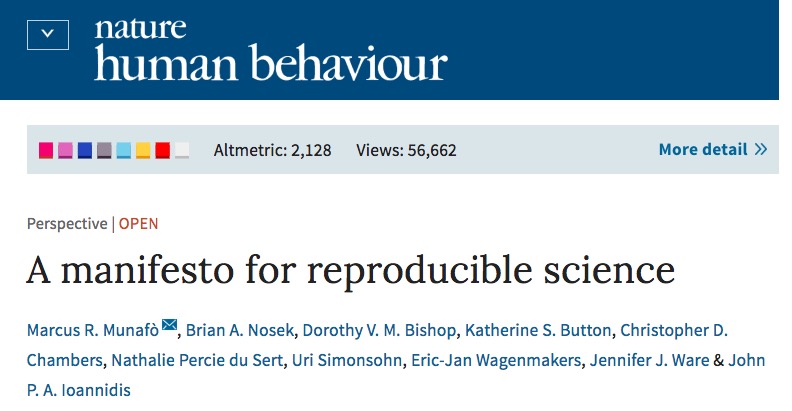 nature
human behaviour
Altmetric: 2,128 Views: 56,662 More detail »
Perspective | OPEN
A manifesto for reproducible science
Marcus R. Munafò, Brian A. Nosek, Dorothy V. M. Bishop, Katherine S. Button, Christopher D.
Chambers, Nathalie Percie du Sert, Uri Simonsohn, Eric-Jan Wagenmakers, Jennifer J. Ware & John
P. A. Ioannidis